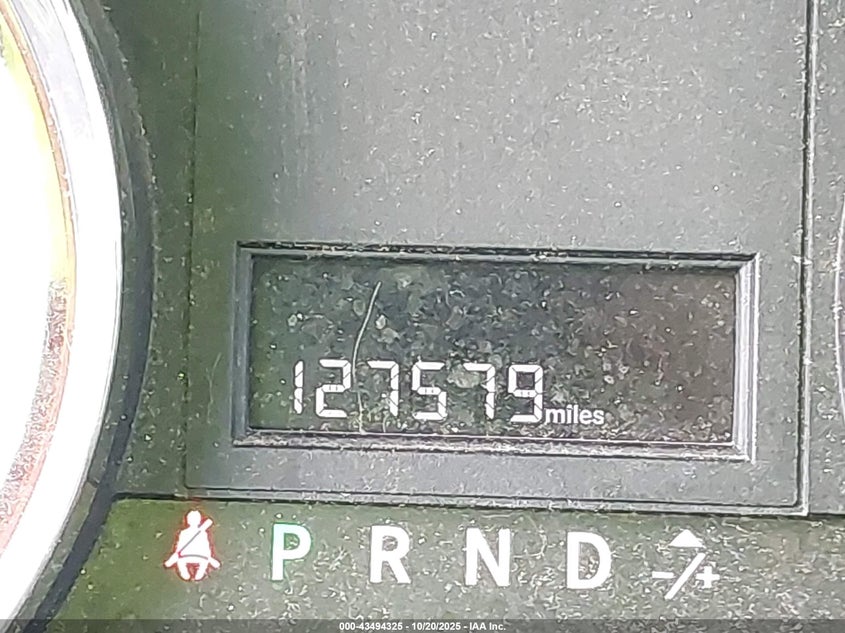 127579miles
P R N D -/+
000-43494325 - 10/20/2025 - IAA Inc.